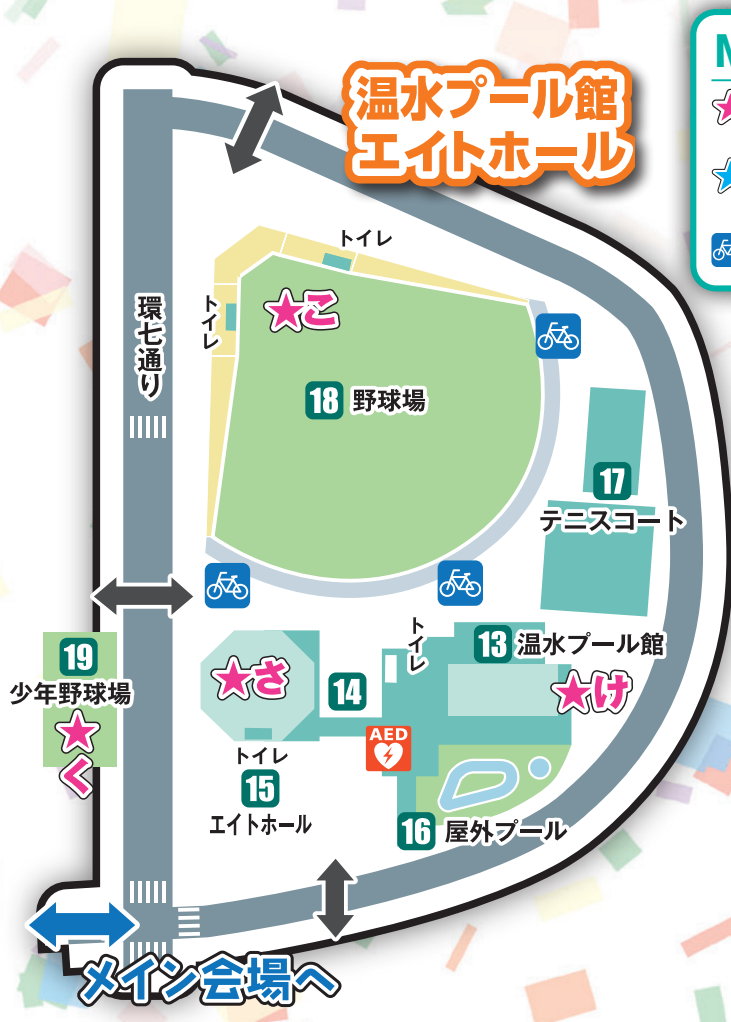 温水プール館
エイトホール
M
トイレ
トイレ
★こ
環七通り
18 野球場
17
テニスコート
トイレ
13 温水プール館
19
少年野球場
★く
★さ
14
★け
AED
トイレ
15
エイトホール
16 屋外プール
メイン会場へ